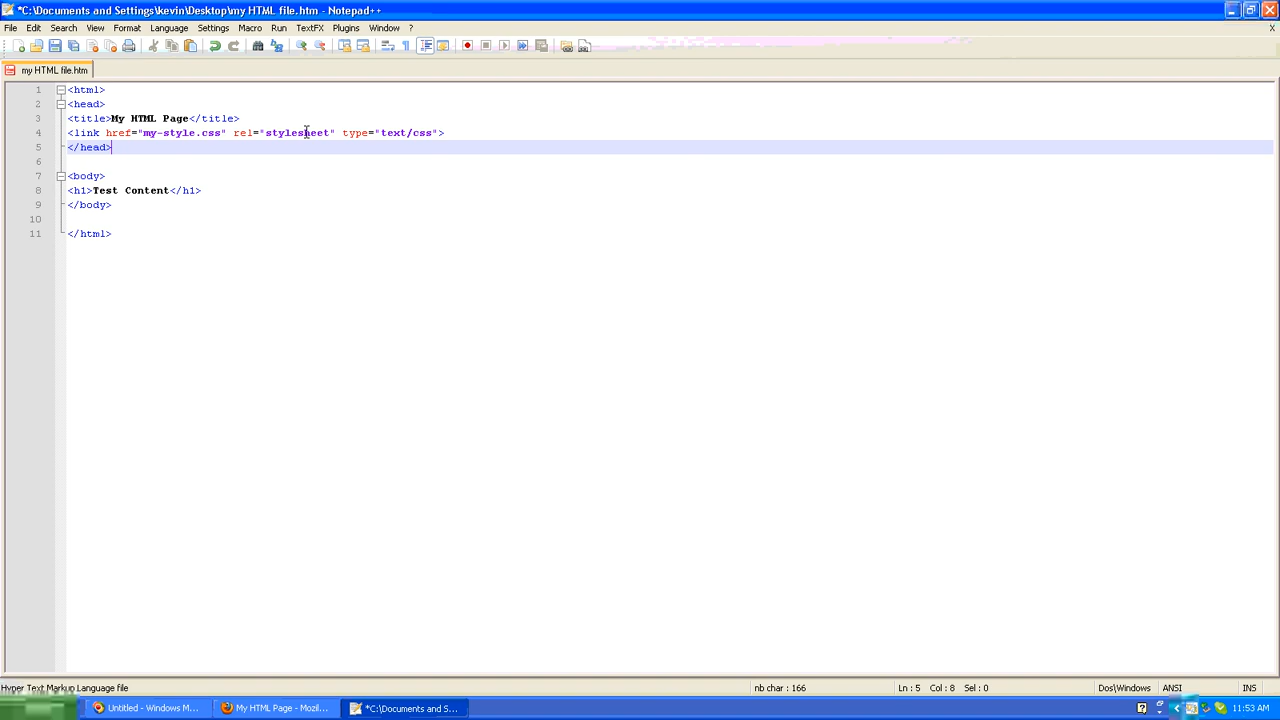 *C:\Documents and Settings\kevin\Desktop\my HTML file.htm - Notepad++
File Edit Search View Format Language Settings Macro Run TextFX Plugins Window ? X
my HTML file.htm
1 <html>
2 <head>
3 <title>My HTML Page</title>
4 <link href="my-style.css" rel="stylesheet" type="text/css">
5 </head>
6
7 <body>
8 <h1>Test Content</h1>
9 </body>
10
11 </html>
Hyper Text Markup Language file nb char : 166 Ln : 5 Col : 8 Sel : 0 Dos\Windows ANSI INS
Untitled - Windows M... My HTML Page - Mozil... *C:\Documents and S... 11:53 AM